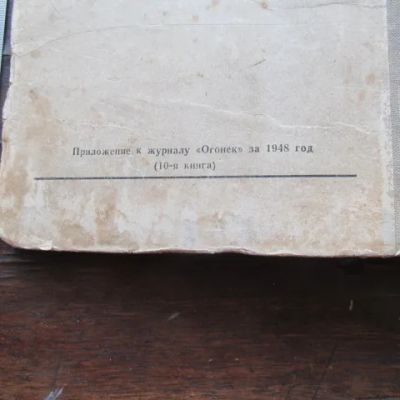 Приложение к журналу «Огонек» за 1948 год
(10-я книга)